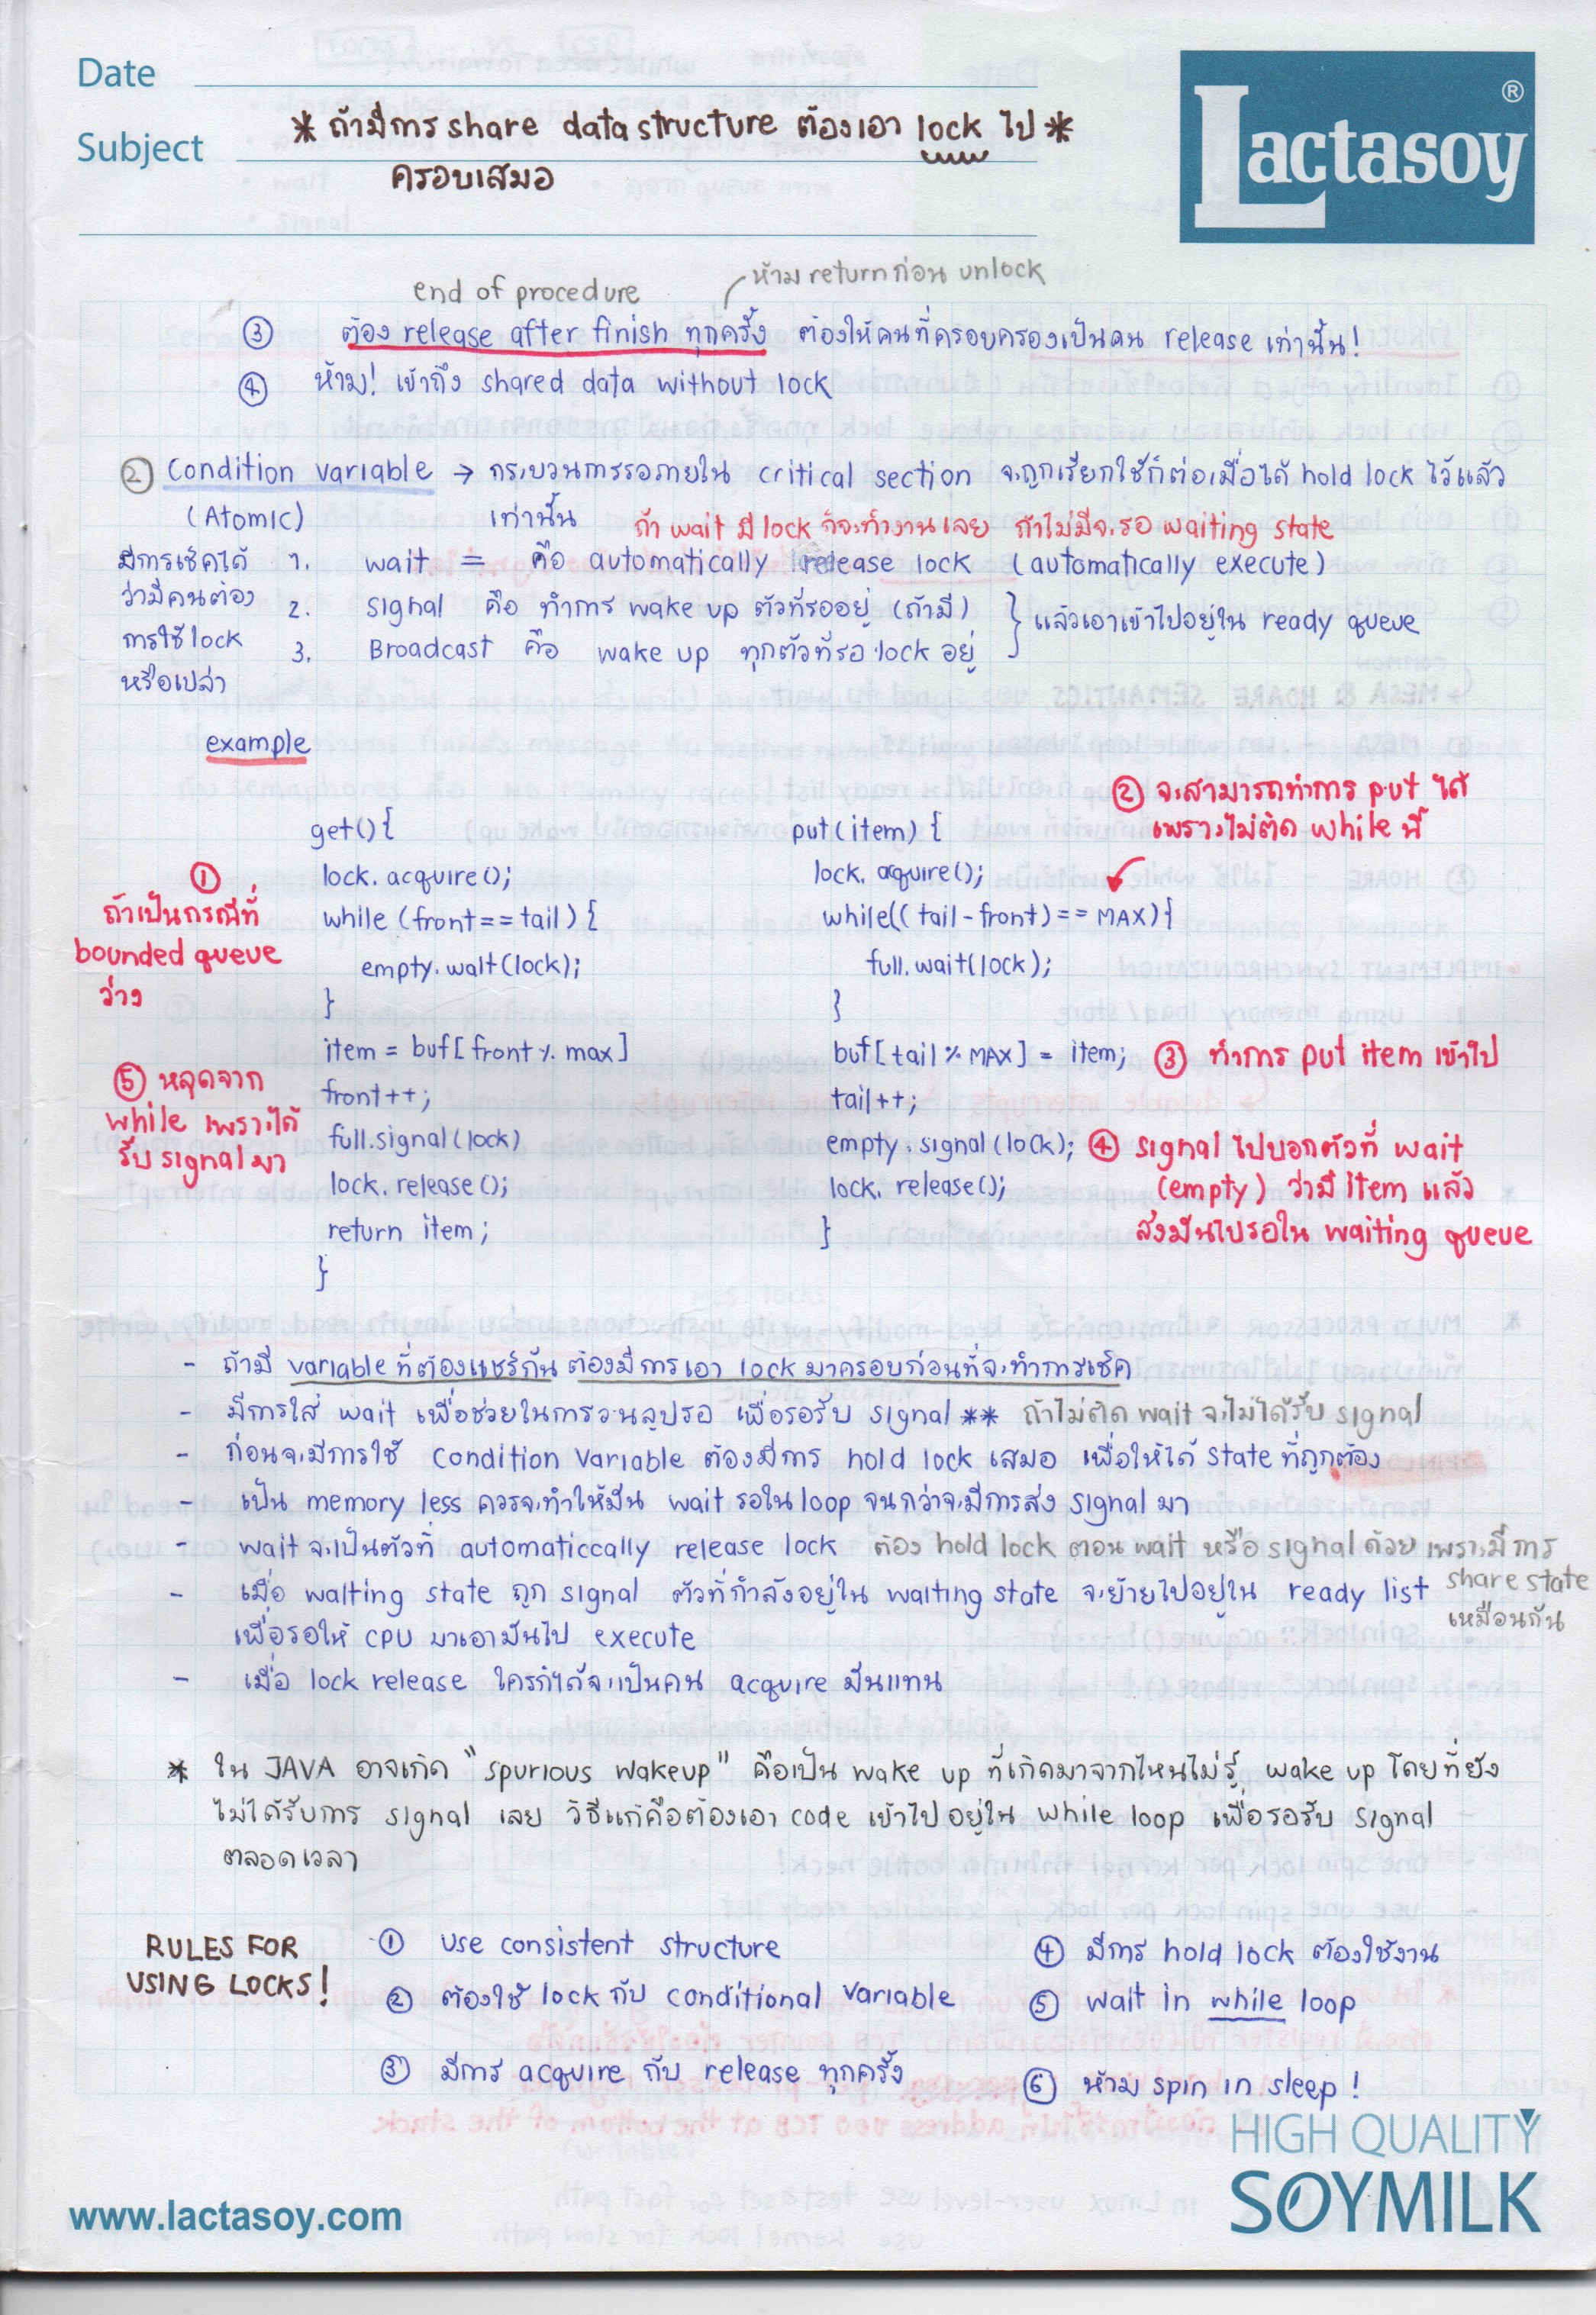 Date
Subject
Lactasoy ®
* ถ้ามีการ share data structure ต้องเอา lock ไป *
ครอบเสมอ
end of procedure
ห้าม return ก่อน unlock
③ ต้อง release after finish ทุกครั้ง ต้องให้คนที่ครอบครองเป็นคน release เท่านั้น!
④ ห้าม! เข้าถึง shared data without lock
② Condition variable → กระบวนการรอภายใน critical section จะถูกเรียกใช้ก็ต่อเมื่อได้ hold lock ไว้แล้ว
(Atomic) เท่านั้น ถ้า wait มี lock ก็จะทำงานเลย ถ้าไม่มีจะรอ waiting state
มีการเช็คได้
ว่ามีคนต้อง
การใช้ lock
หรือเปล่า
1. wait = คือ automatically release lock (automatically execute)
2. signal คือ ทำการ wake up ตัวที่รออยู่ (ถ้ามี)
3. Broadcast คือ wake up ทุกตัวที่รอ lock อยู่
} แล้วเอาเข้าไปอยู่ใน ready queue
example
① ถ้าเป็นกรณีที่
bounded queue
ว่าง
⑤ หลุดจาก
while เพราะได้
รับ signal มา
get() {
lock. acquire();
while (front == tail) {
empty. wait (lock);
}
item = buf [front % max]
front++;
full.signal (lock)
lock. release();
return item;
}
② จะสามารถทำการ put ได้
เพราะไม่ติด while นี้
put (item) {
lock. acquire();
while((tail - front) == MAX) {
full. wait(lock);
}
buf [tail % MAX] = item; ③ ทำการ put item เข้าไป
tail++;
empty. signal (lock); ④ signal ไปบอกตัวที่ wait
(empty) ว่ามี item แล้ว
lock. release();
ส่งมันไปรอใน waiting queue
}
- ถ้ามี variable ที่ต้องแชร์กัน ต้องมีการเอา lock มาครอบก่อนที่จะทำการเช็ค
- มีการใส่ wait เพื่อช่วยในการวนลูปรอ เพื่อรอรับ signal ** ถ้าไม่ติด wait จะไม่ได้รับ signal
- ก่อนจะมีการใช้ condition variable ต้องมีการ hold lock เสมอ เพื่อให้ได้ state ที่ถูกต้อง
- เป็น memory less ควรจะทำให้มัน wait รอใน loop จนกว่าจะมีการส่ง signal มา
- wait จะเป็นตัวที่ automaticcally release lock ต้อง hold lock ตอน wait หรือ signal ด้วย เพราะมีการ
share state
เหมือนกัน
- เมื่อ waiting state ถูก signal ตัวที่กำลังอยู่ใน waiting state จะย้ายไปอยู่ใน ready list
เพื่อรอให้ CPU มาเอามันไป execute
- เมื่อ lock release ใครก็ได้จะเป็นคน acquire มันแทน
* ใน JAVA อาจเกิด "spurious wakeup" คือเป็น wake up ที่เกิดมาจากไหนไม่รู้ wake up โดยที่ยัง
ไม่ได้รับการ signal เลย วิธีแก้คือต้องเอา code เข้าไปอยู่ใน while loop เพื่อรอรับ signal
ตลอดเวลา
RULES FOR
USING LOCKS!
① use consistent structure
② ต้องใช้ lock กับ conditional variable
③ มีการ acquire กับ release ทุกครั้ง
④ มีการ hold lock ต้องใช้งาน
⑤ wait in while loop
⑥ ห้าม spin in sleep!
www.lactasoy.com
HIGH QUALITY
SOYMILK